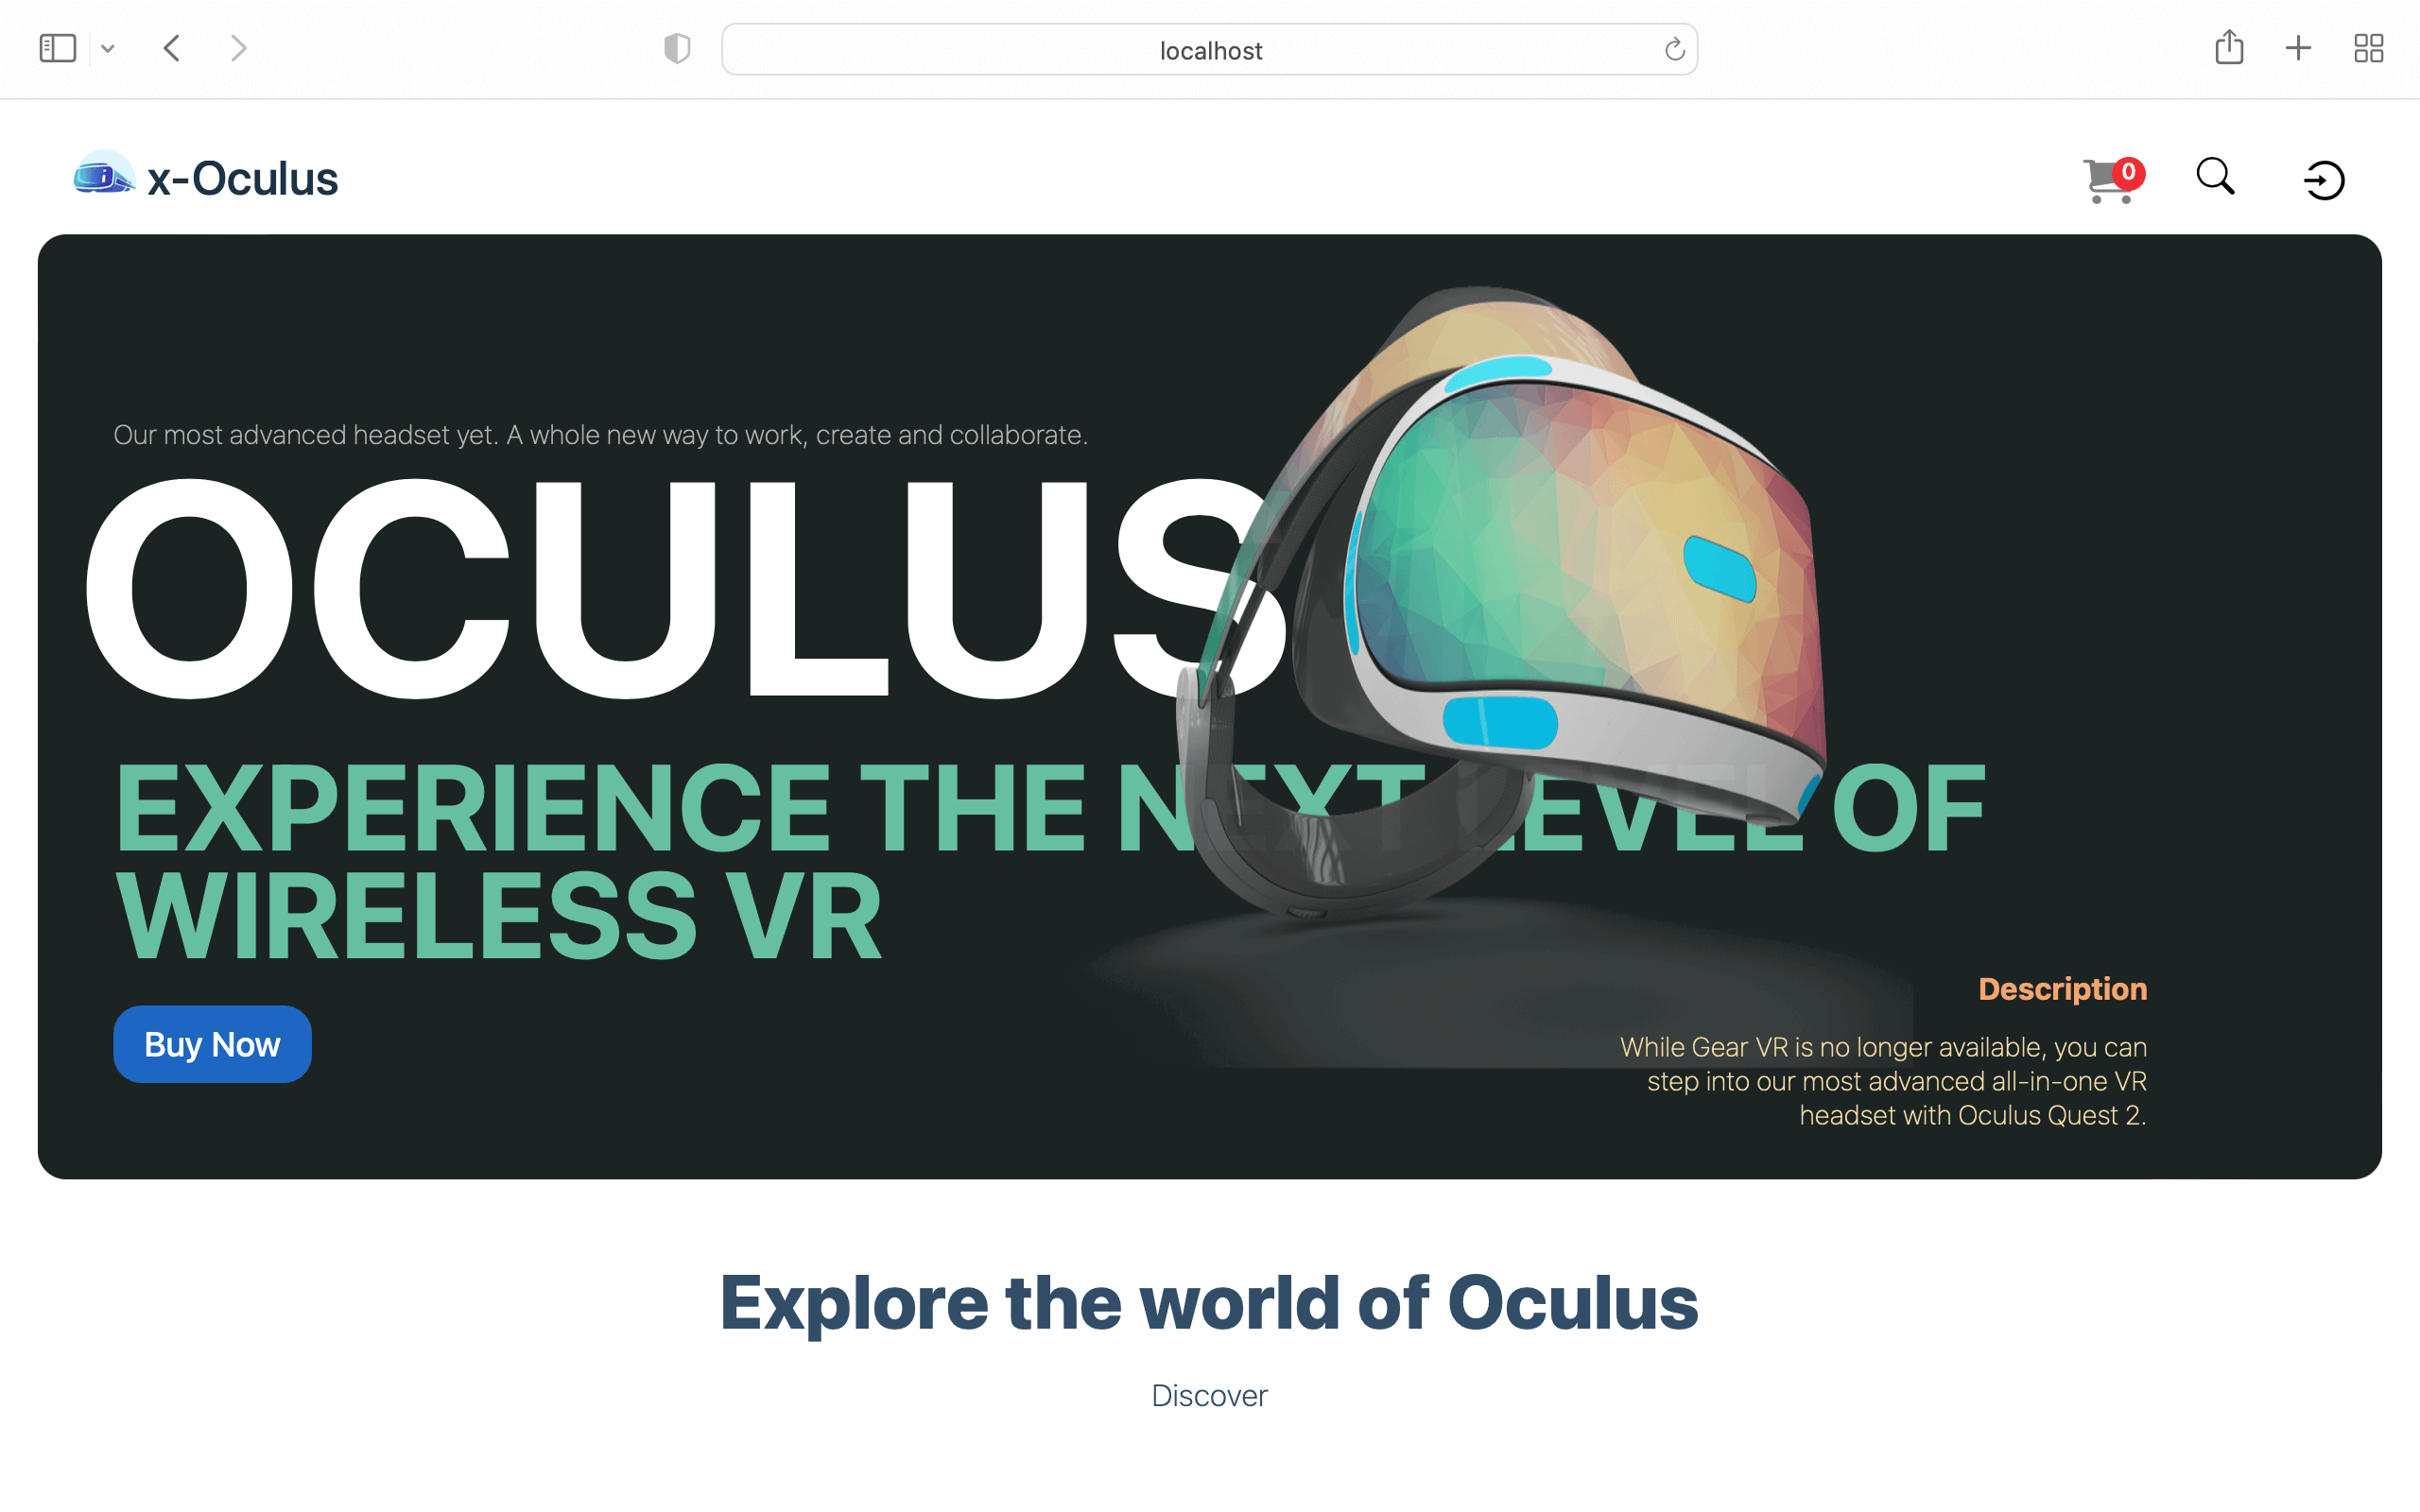 localhost
x-Oculus
0
Our most advanced headset yet. A whole new way to work, create and collaborate.
OCULUS
EXPERIENCE THE NEXT LEVEL OF
WIRELESS VR
Buy Now
Description
While Gear VR is no longer available, you can
step into our most advanced all-in-one VR
headset with Oculus Quest 2.
Explore the world of Oculus
Discover